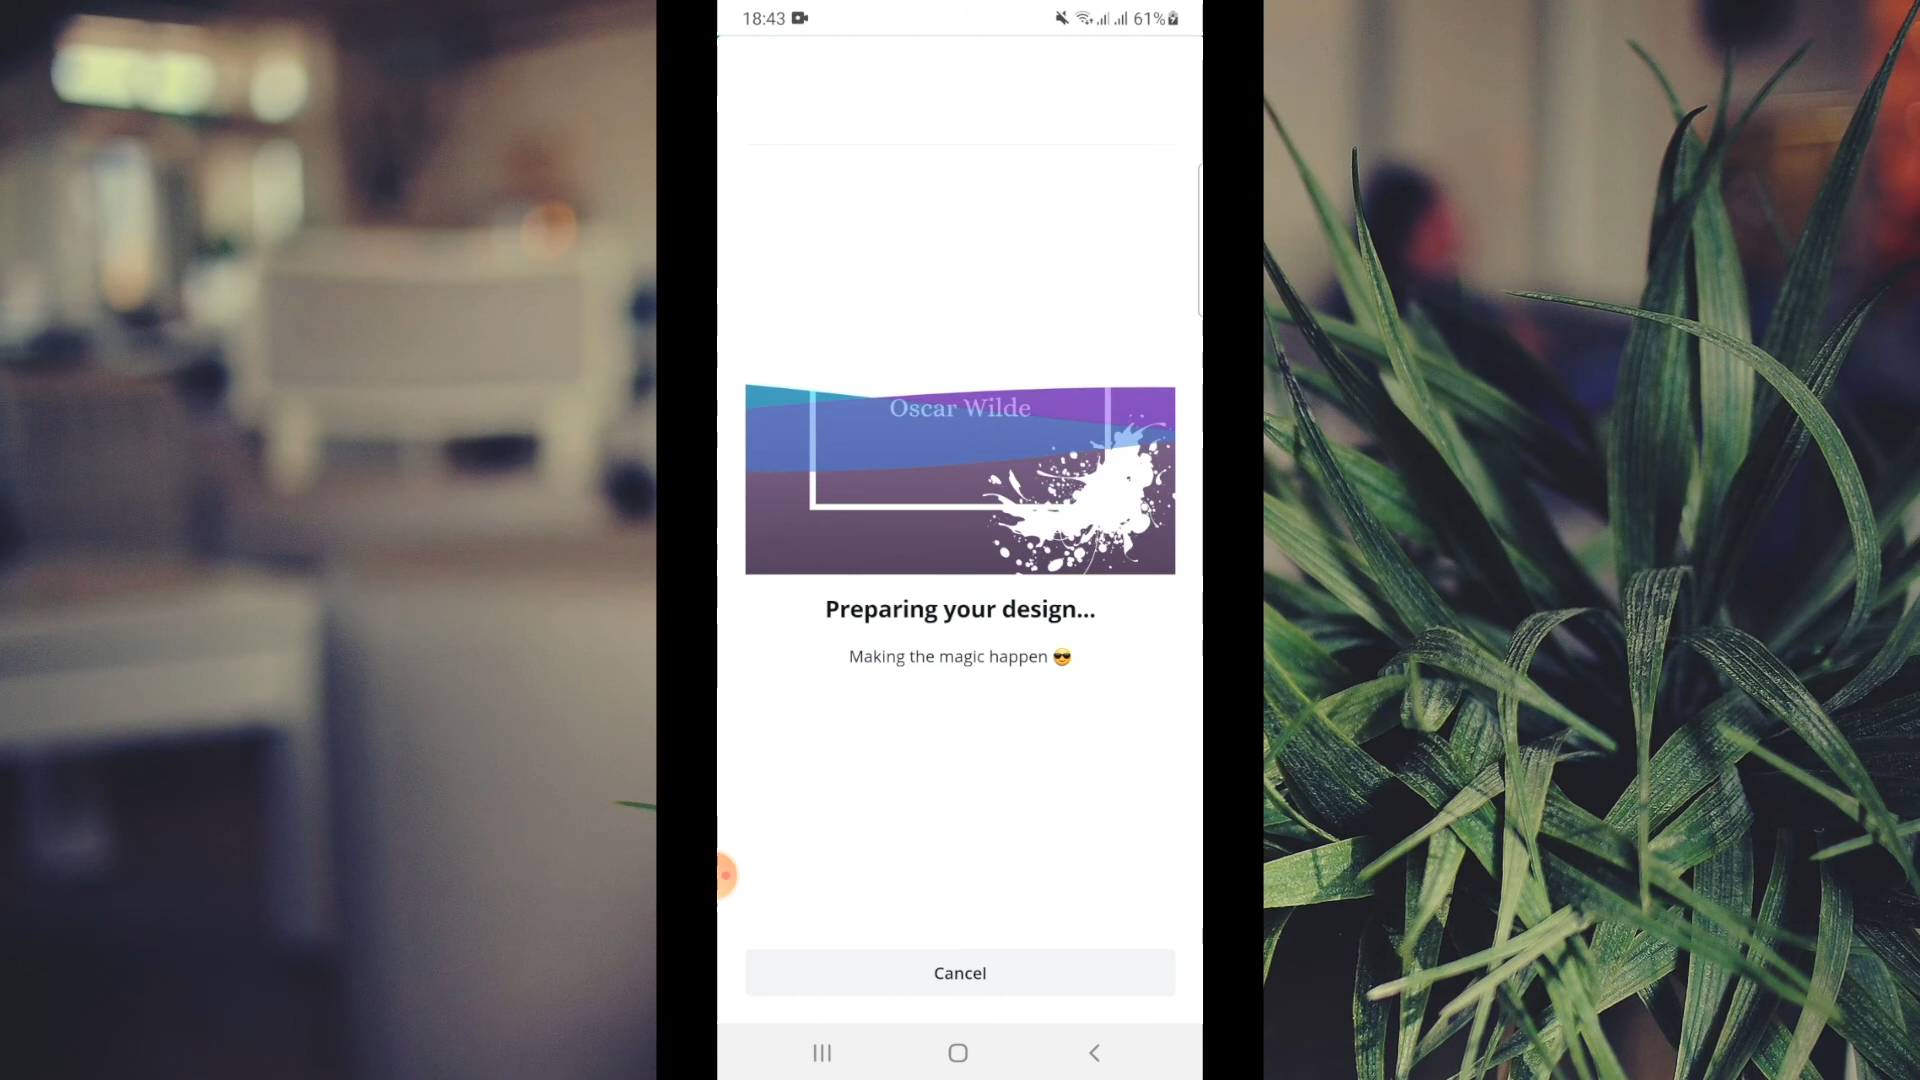 18:43 61%
Oscar Wilde
Preparing your design...
Making the magic happen 😎
Cancel